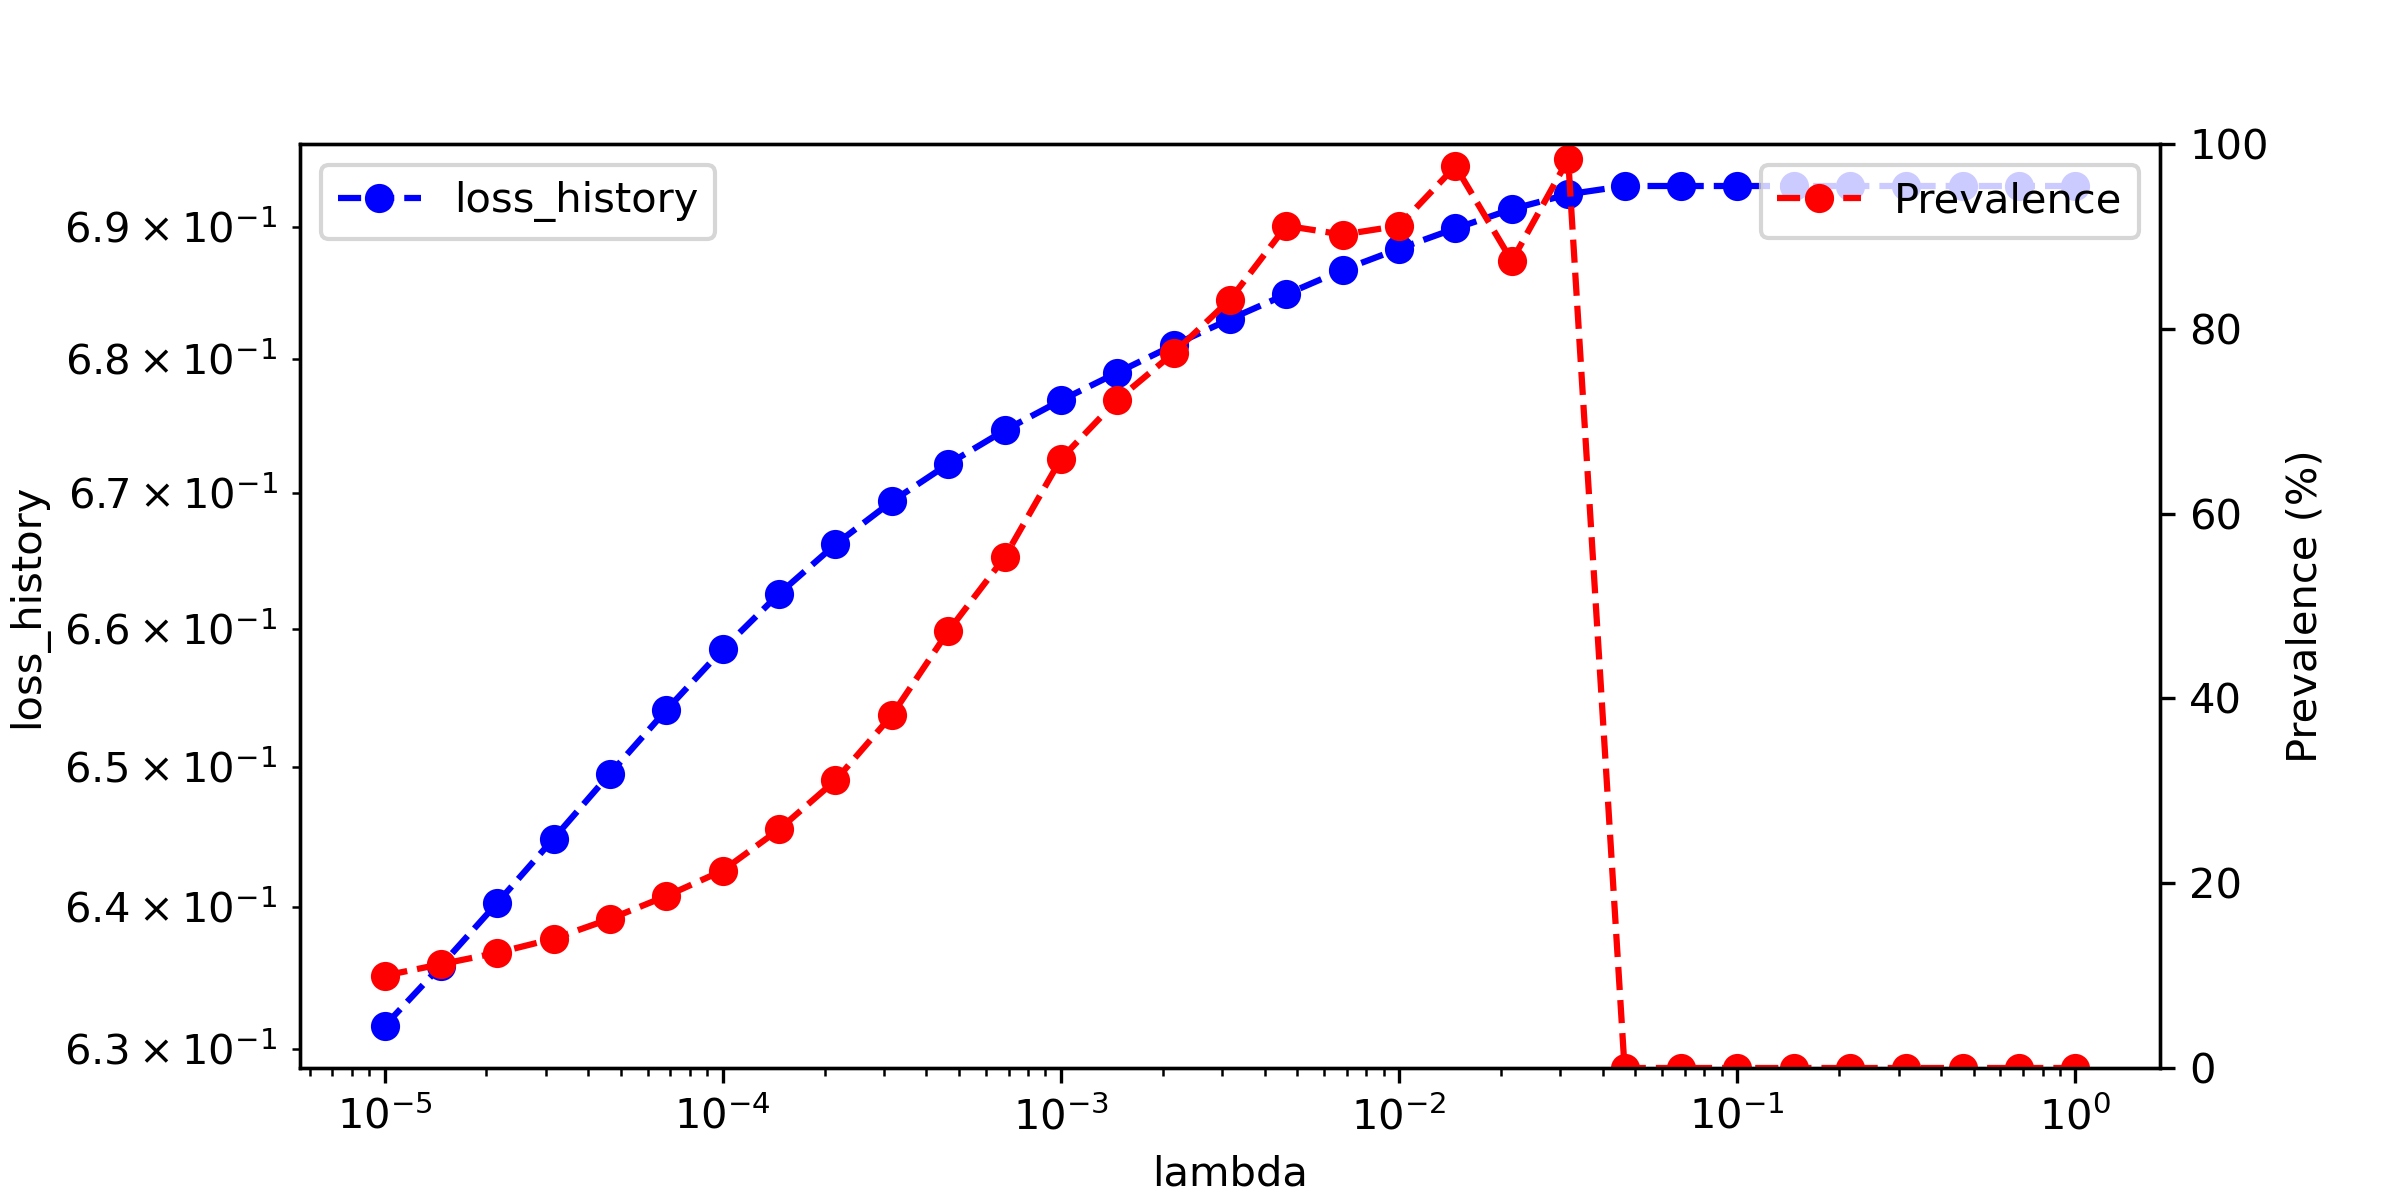 loss_history
Prevalence
6.9 × 10⁻¹
6.8 × 10⁻¹
6.7 × 10⁻¹
6.6 × 10⁻¹
6.5 × 10⁻¹
6.4 × 10⁻¹
6.3 × 10⁻¹
loss_history
100
80
60
40
20
0
Prevalence (%)
10⁻⁵ 10⁻⁴ 10⁻³ 10⁻² 10⁻¹ 10⁰
lambda